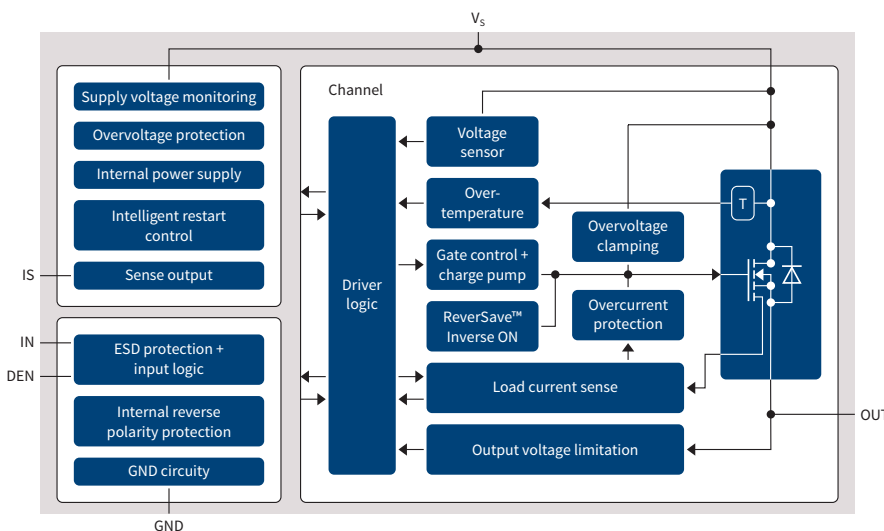 Vs
Supply voltage monitoring
Overvoltage protection
Internal power supply
Intelligent restart
control
Sense output
IS
IN
DEN
ESD protection +
input logic
Internal reverse
polarity protection
GND circuity
GND
Channel
Driver
logic
Voltage
sensor
Over-
temperature
Gate control +
charge pump
ReverSave™
Inverse ON
Overvoltage
clamping
Overcurrent
protection
Load current sense
Output voltage limitation
T
OUT